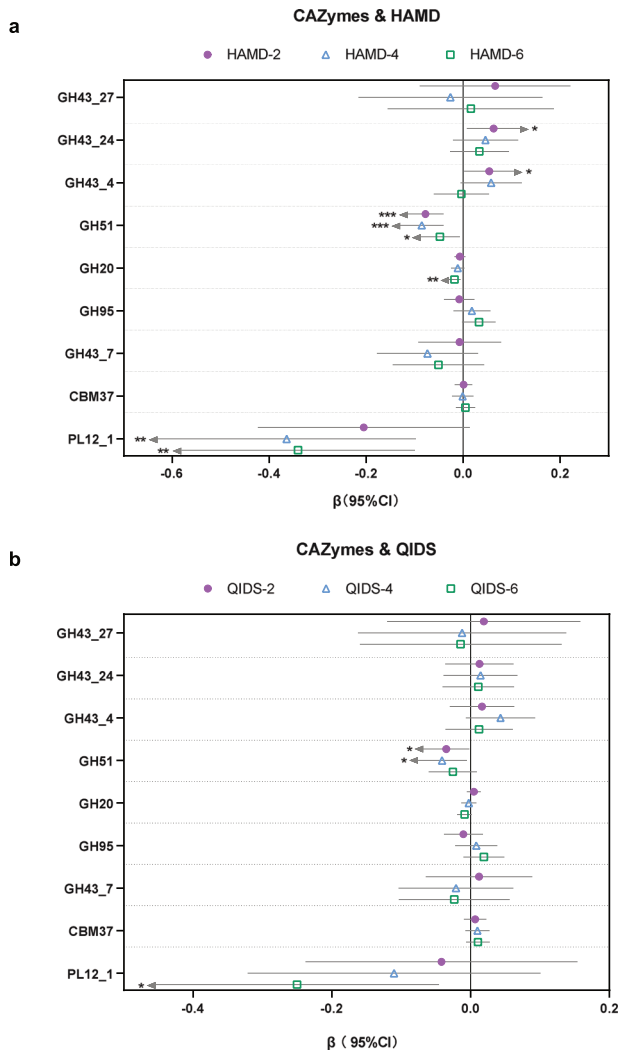 a
CAZymes & HAMD
HAMD-2 HAMD-4 HAMD-6
GH43_27
GH43_24 *
GH43_4 *
***
GH51 ***
*
GH20
**
GH95
GH43_7
CBM37
PL12_1 **
**
-0.6 -0.4 -0.2 0.0 0.2
β(95%CI)
b
CAZymes & QIDS
QIDS-2 QIDS-4 QIDS-6
GH43_27
GH43_24
GH43_4
*
GH51 *
GH20
GH95
GH43_7
CBM37
PL12_1
*
-0.4 -0.2 0.0 0.2
β ( 95%CI)